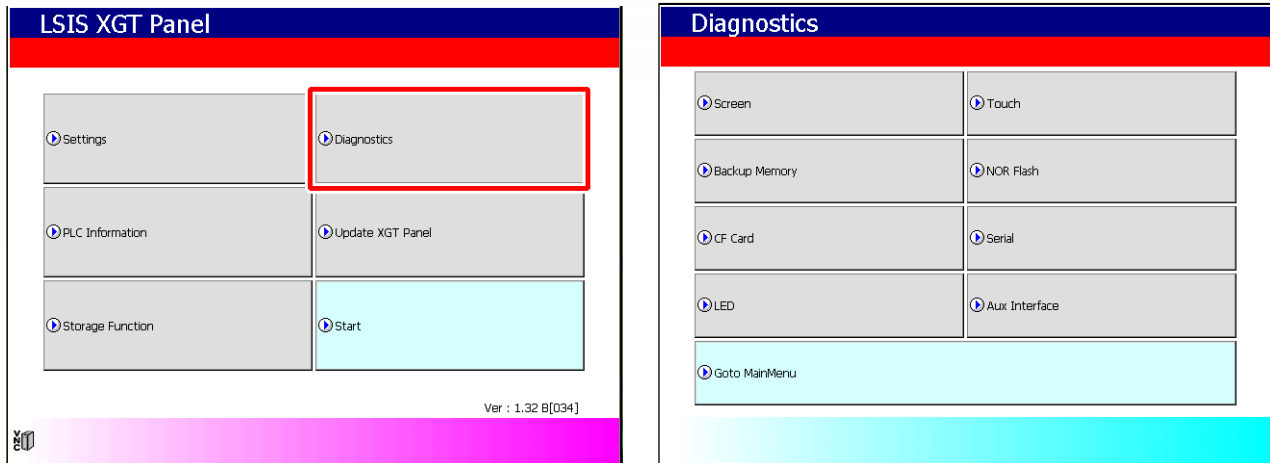 LSIS XGT Panel
Settings
Diagnostics
PLC Information
Update XGT Panel
Storage Function
Start
Ver : 1.32 B[034]
VNC
Diagnostics
Screen
Touch
Backup Memory
NOR Flash
CF Card
Serial
LED
Aux Interface
Goto MainMenu